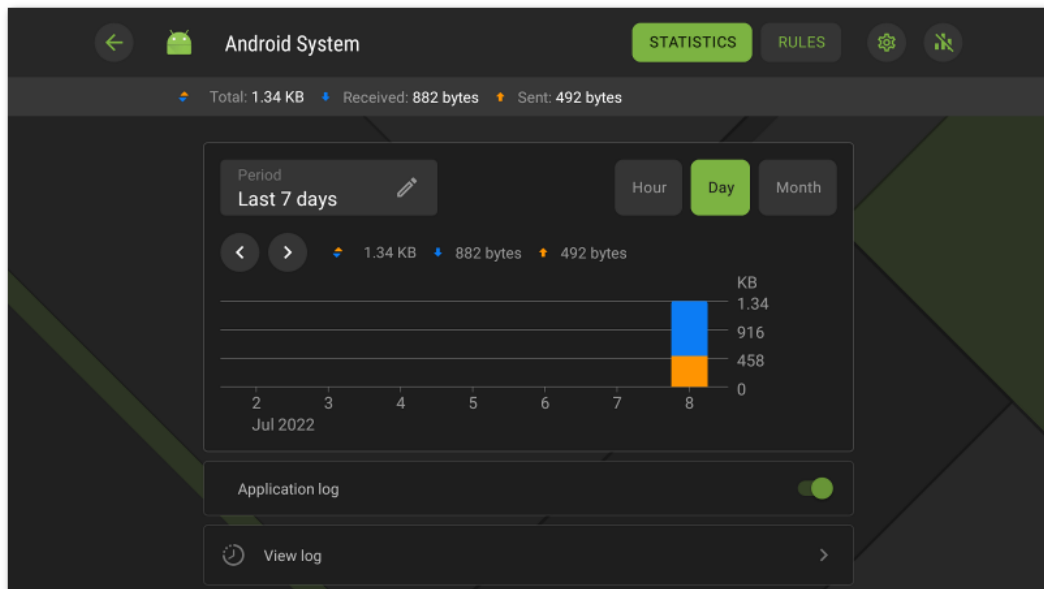 Android System STATISTICS RULES
Total: 1.34 KB Received: 882 bytes Sent: 492 bytes
Period
Last 7 days
Hour Day Month
1.34 KB 882 bytes 492 bytes
KB
1.34
916
458
0
2 3 4 5 6 7 8
Jul 2022
Application log
View log